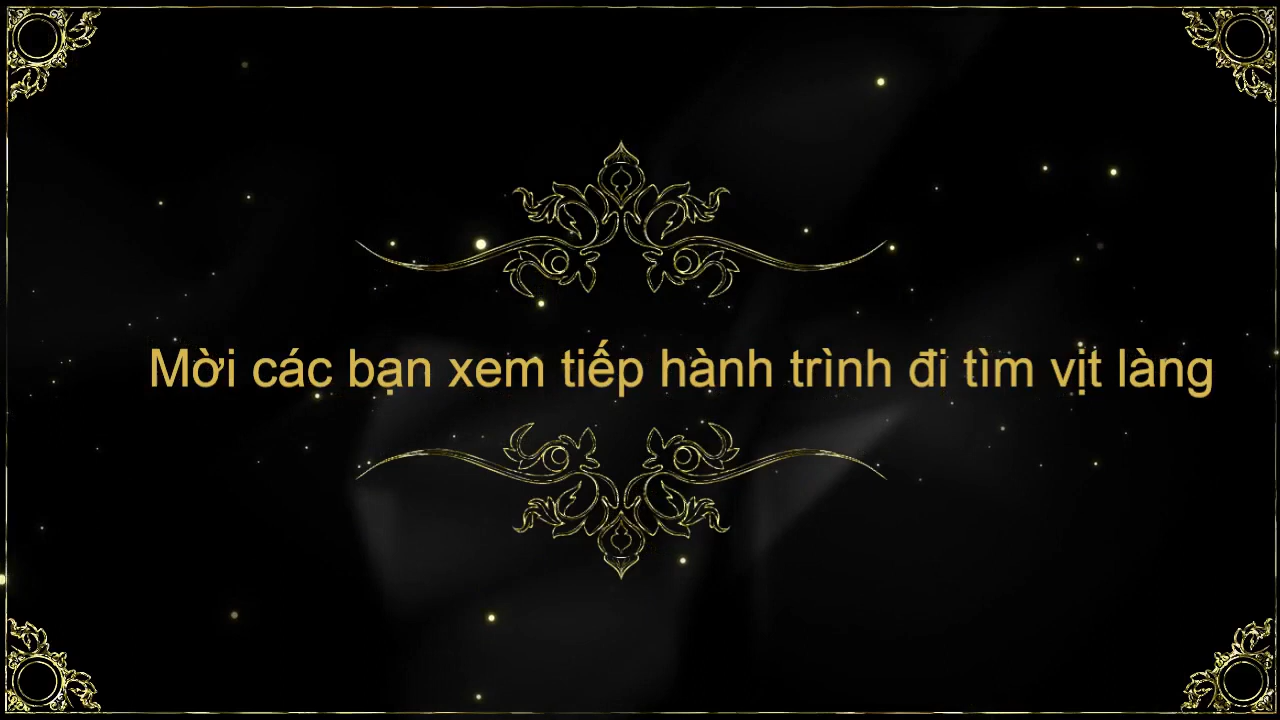 Mời các bạn xem tiếp hành trình đi tìm vịt làng